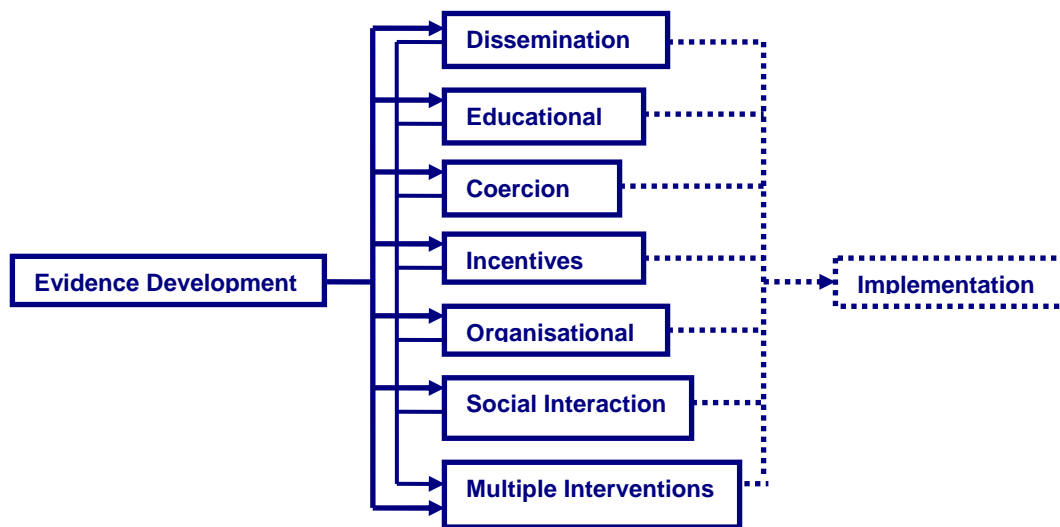 Dissemination
Educational
Coercion
Incentives
Evidence Development
Implementation
Organisational
Social Interaction
Multiple Interventions